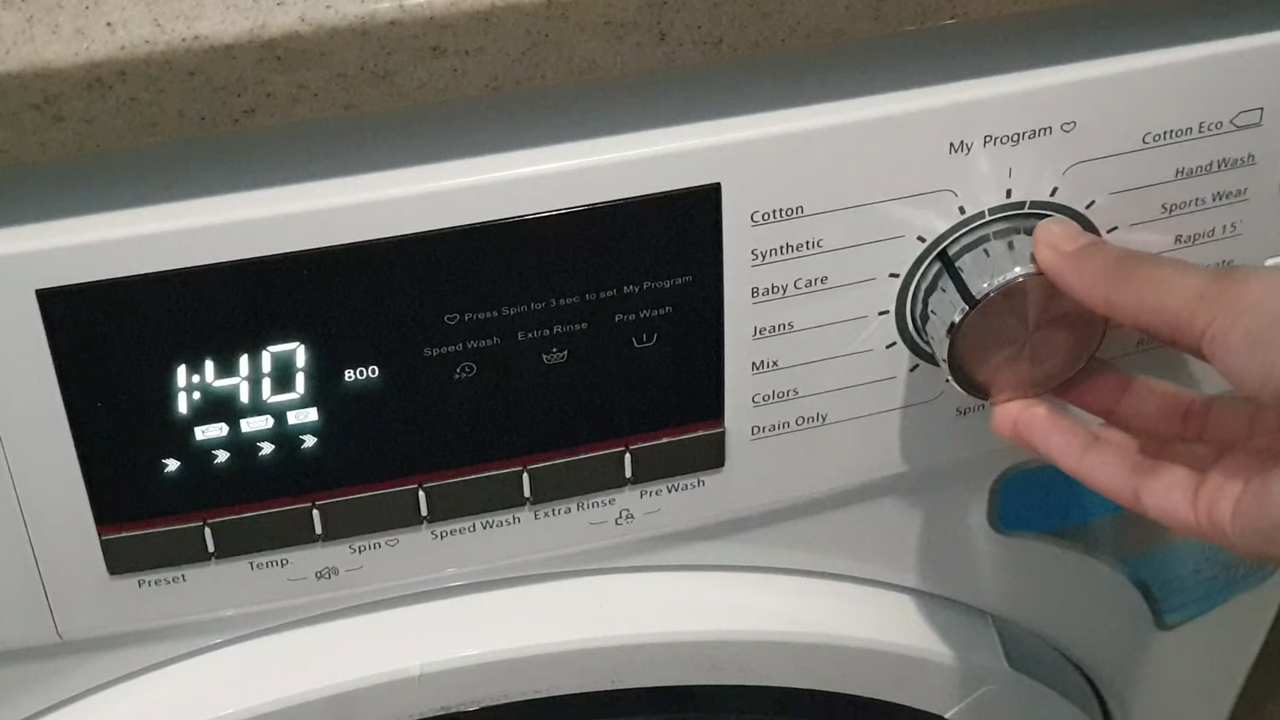 My Program
Cotton Eco
Hand Wash
Sports Wear
Rapid 15'
Cotton
Synthetic
Baby Care
Jeans
Mix
Colors
Drain Only
Spin
Press Spin for 3 sec to set My Program
Speed Wash
Extra Rinse
Pre Wash
1:40
800
Preset
Temp.
Spin
Speed Wash
Extra Rinse
Pre Wash